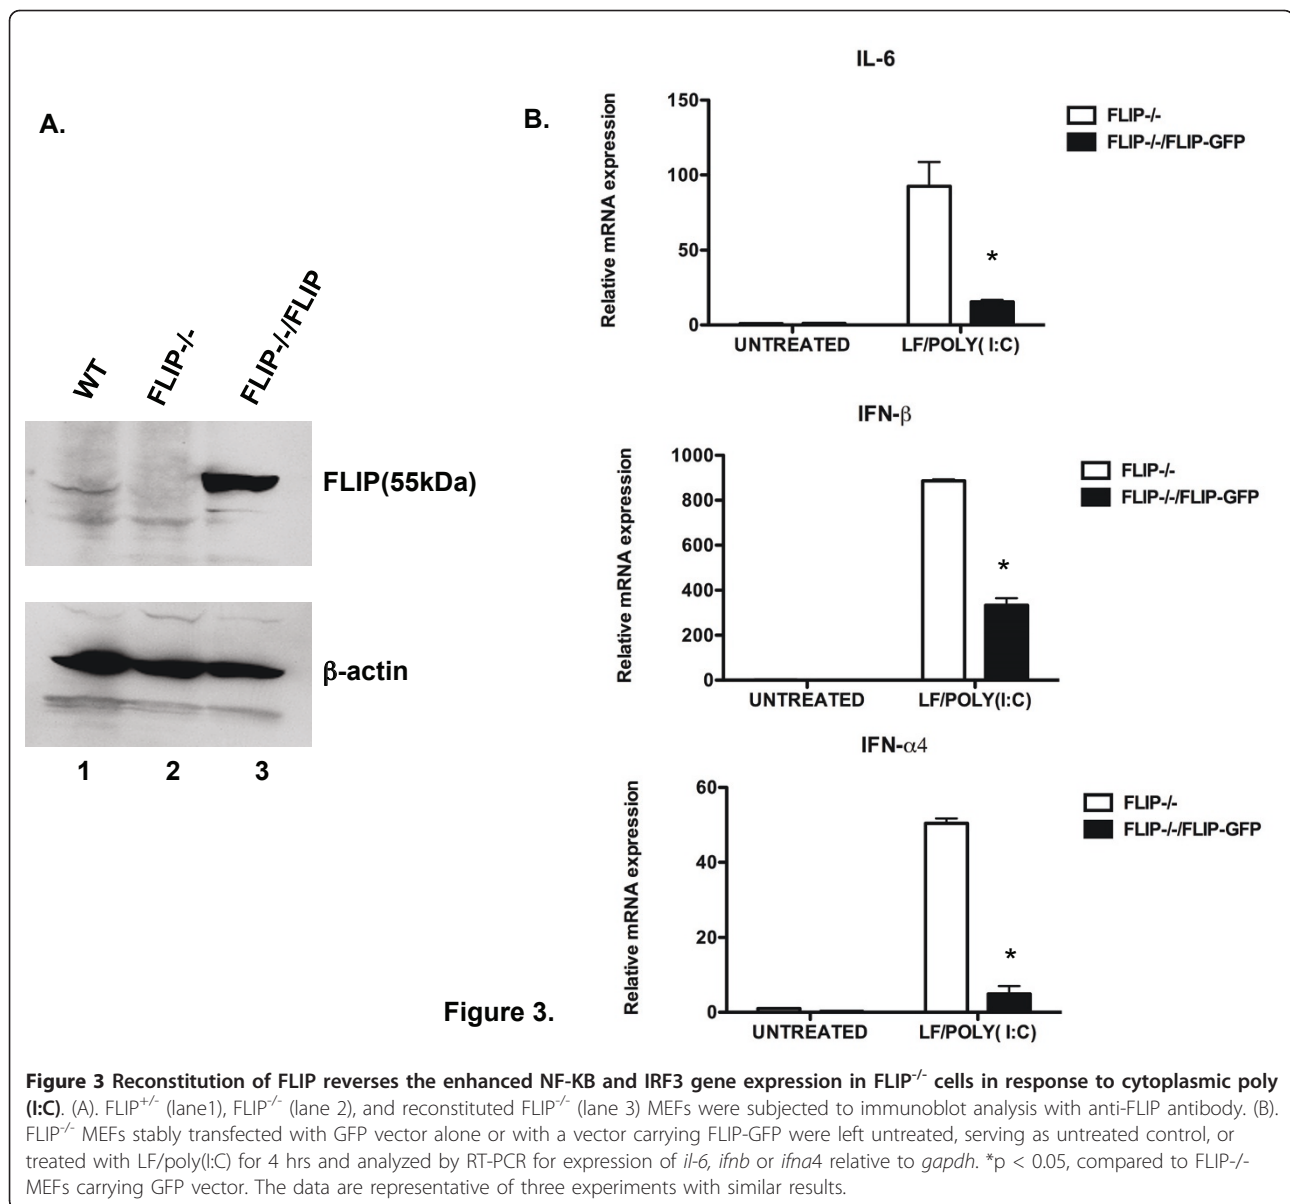 A.
WT
FLIP-/-
FLIP-/-/FLIP
FLIP(55kDa)
β-actin
1 2 3
B.
IL-6
Relative mRNA expression
150
100
50
0
UNTREATED
LF/POLY( I:C)
FLIP-/-
FLIP-/-/FLIP-GFP
*
IFN-β
Relative mRNA expression
1000
800
600
400
200
0
UNTREATED
LF/POLY(I:C)
FLIP-/-
FLIP-/-/FLIP-GFP
*
IFN-α4
Relative mRNA expression
60
40
20
0
UNTREATED
LF/POLY( I:C)
FLIP-/-
FLIP-/-/FLIP-GFP
*
Figure 3.
Figure 3 Reconstitution of FLIP reverses the enhanced NF-KB and IRF3 gene expression in FLIP-/- cells in response to cytoplasmic poly
(I:C). (A). FLIP+/- (lane1), FLIP-/- (lane 2), and reconstituted FLIP-/- (lane 3) MEFs were subjected to immunoblot analysis with anti-FLIP antibody. (B).
FLIP-/- MEFs stably transfected with GFP vector alone or with a vector carrying FLIP-GFP were left untreated, serving as untreated control, or
treated with LF/poly(I:C) for 4 hrs and analyzed by RT-PCR for expression of il-6, ifnb or ifna4 relative to gapdh. *p < 0.05, compared to FLIP-/-
MEFs carrying GFP vector. The data are representative of three experiments with similar results.